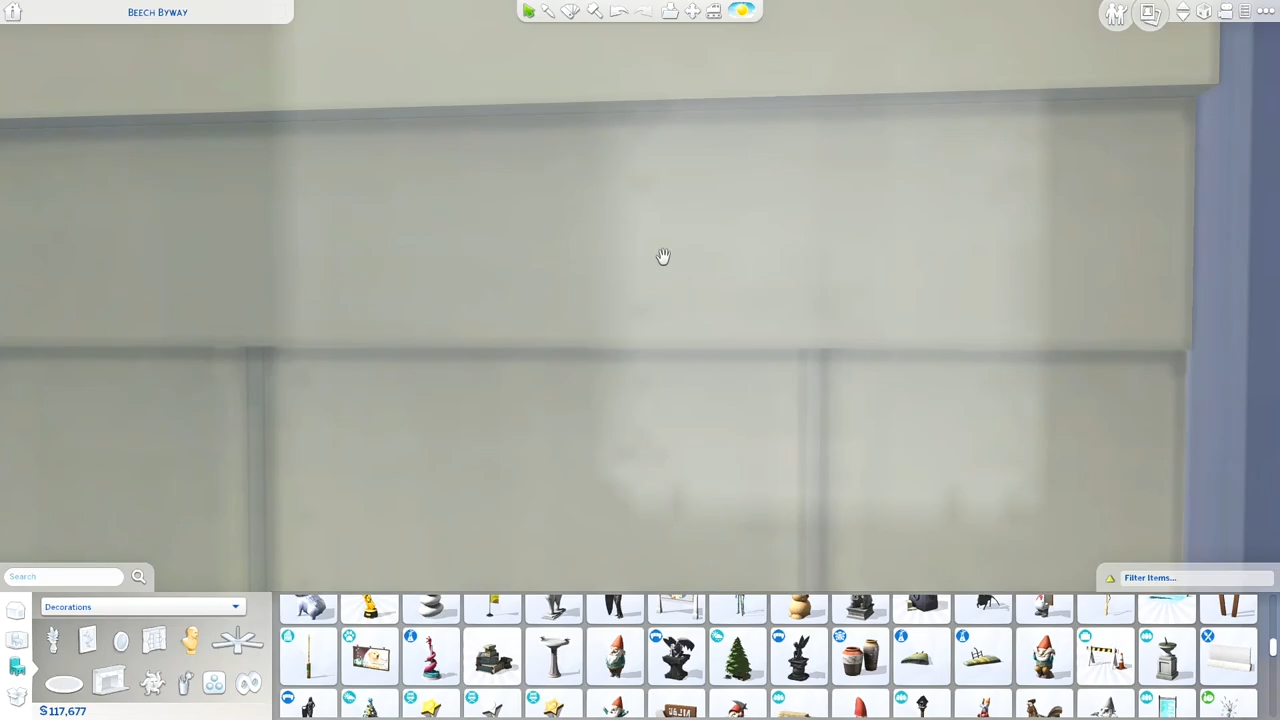 Beech Byway
Search
Filter Items...
Decorations
$117,677